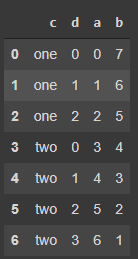 c d a b
0 one 0 0 7
1 one 1 1 6
2 one 2 2 5
3 two 0 3 4
4 two 1 4 3
5 two 2 5 2
6 two 3 6 1